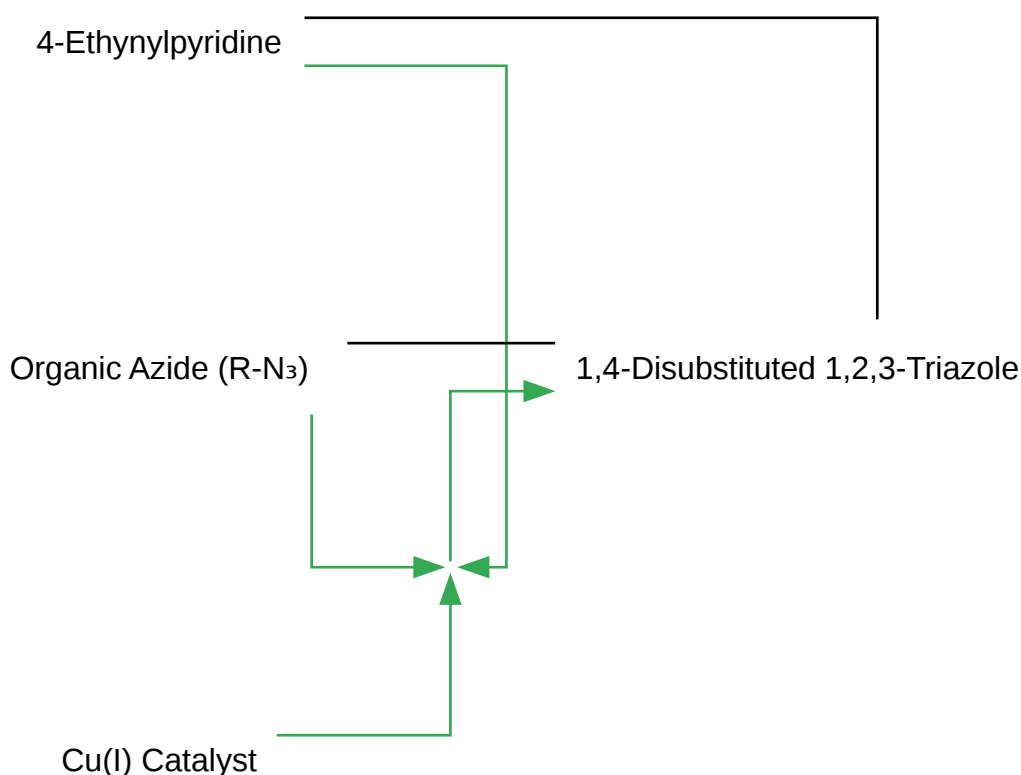 4-Ethynylpyridine
Organic Azide (R-N₃)
1,4-Disubstituted 1,2,3-Triazole
Cu(I) Catalyst